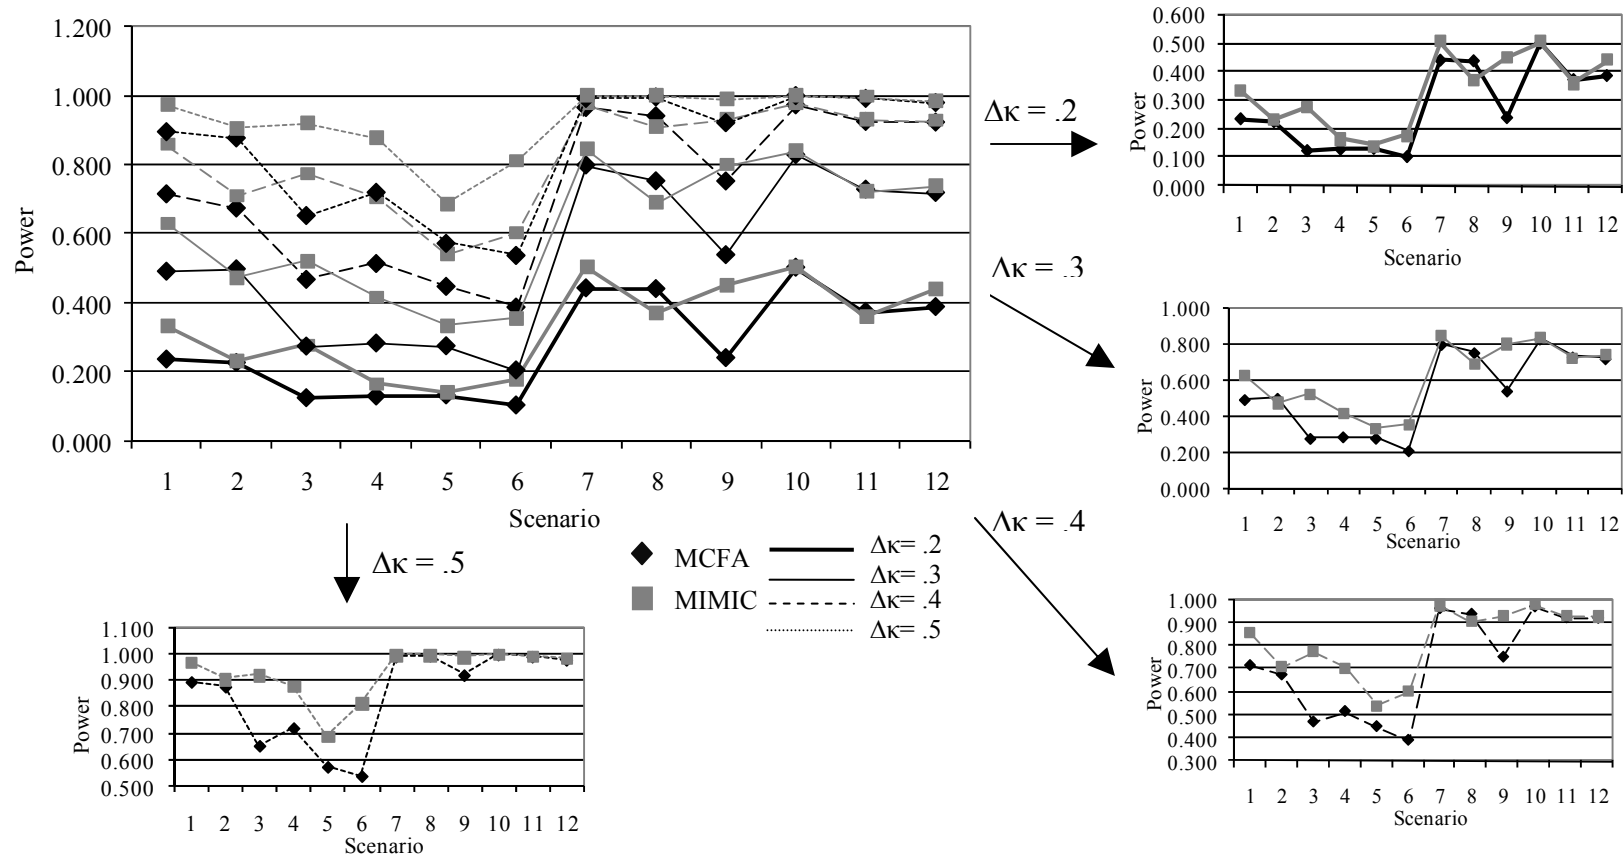 1.200
1.000
0.800
0.600
0.400
0.200
0.000
Power
1 2 3 4 5 6 7 8 9 10 11 12
Scenario
Δκ = .2
0.600
0.500
0.400
0.300
0.200
0.100
0.000
Power
1 2 3 4 5 6 7 8 9 10 11 12
Scenario
Δκ = .3
1.000
0.800
0.600
0.400
0.200
0.000
Power
1 2 3 4 5 6 7 8 9 10 11 12
Scenario
Δκ = .4
1.000
0.900
0.800
0.700
0.600
0.500
0.400
0.300
Power
1 2 3 4 5 6 7 8 9 10 11 12
Scenario
Δκ = .5
MCFA
MIMIC
Δκ= .2
Δκ= .3
Δκ= .4
Δκ= .5
1.100
1.000
0.900
0.800
0.700
0.600
0.500
Power
1 2 3 4 5 6 7 8 9 10 11 12
Scenario